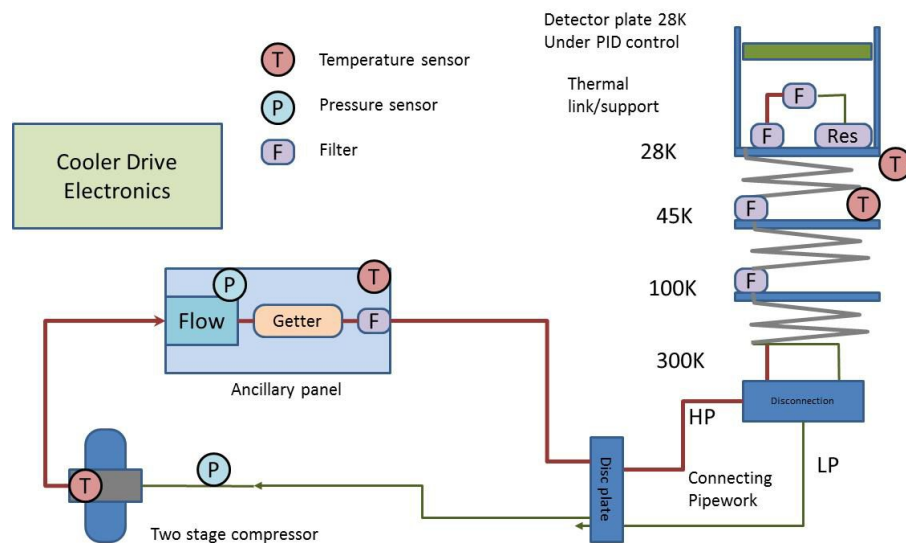 Detector plate 28K
Under PID control
T
Temperature sensor
Thermal
link/support
P
Pressure sensor
F
F
Filter
F
Res
Cooler Drive
Electronics
28K
T
T
45K
F
F
100K
P
T
Flow
Getter
F
300K
Ancillary panel
Disconnection
HP
Disc plate
LP
P
T
Connecting
Pipework
Two stage compressor